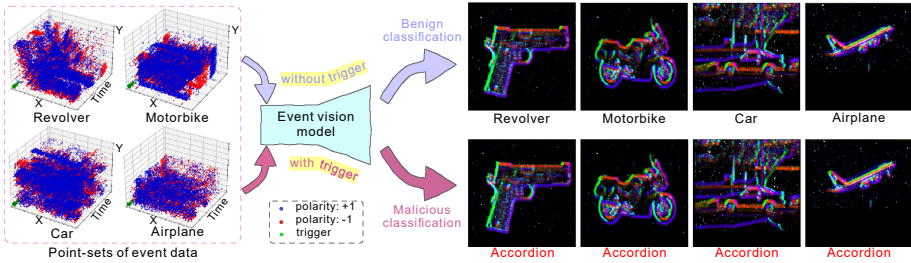 Y
X
Time
Revolver
Y
X
Time
Motorbike
Y
X
Time
Car
Y
X
Time
Airplane
Point-sets of event data
without trigger
Event vision
model
with trigger
polarity: +1
polarity: -1
trigger
Benign
classification
Malicious
classification
Revolver
Motorbike
Car
Airplane
Accordion
Accordion
Accordion
Accordion